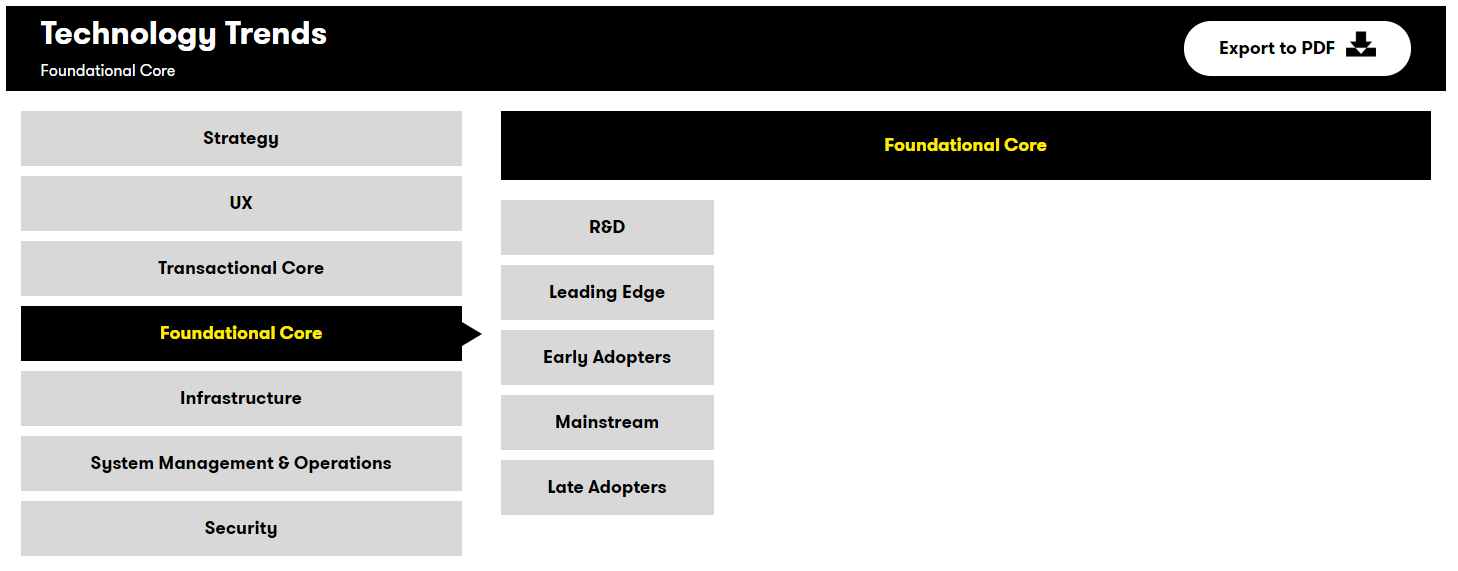 Technology Trends
Foundational Core
Export to PDF
Strategy
UX
Transactional Core
Foundational Core
Infrastructure
System Management & Operations
Security
Foundational Core
R&D
Leading Edge
Early Adopters
Mainstream
Late Adopters